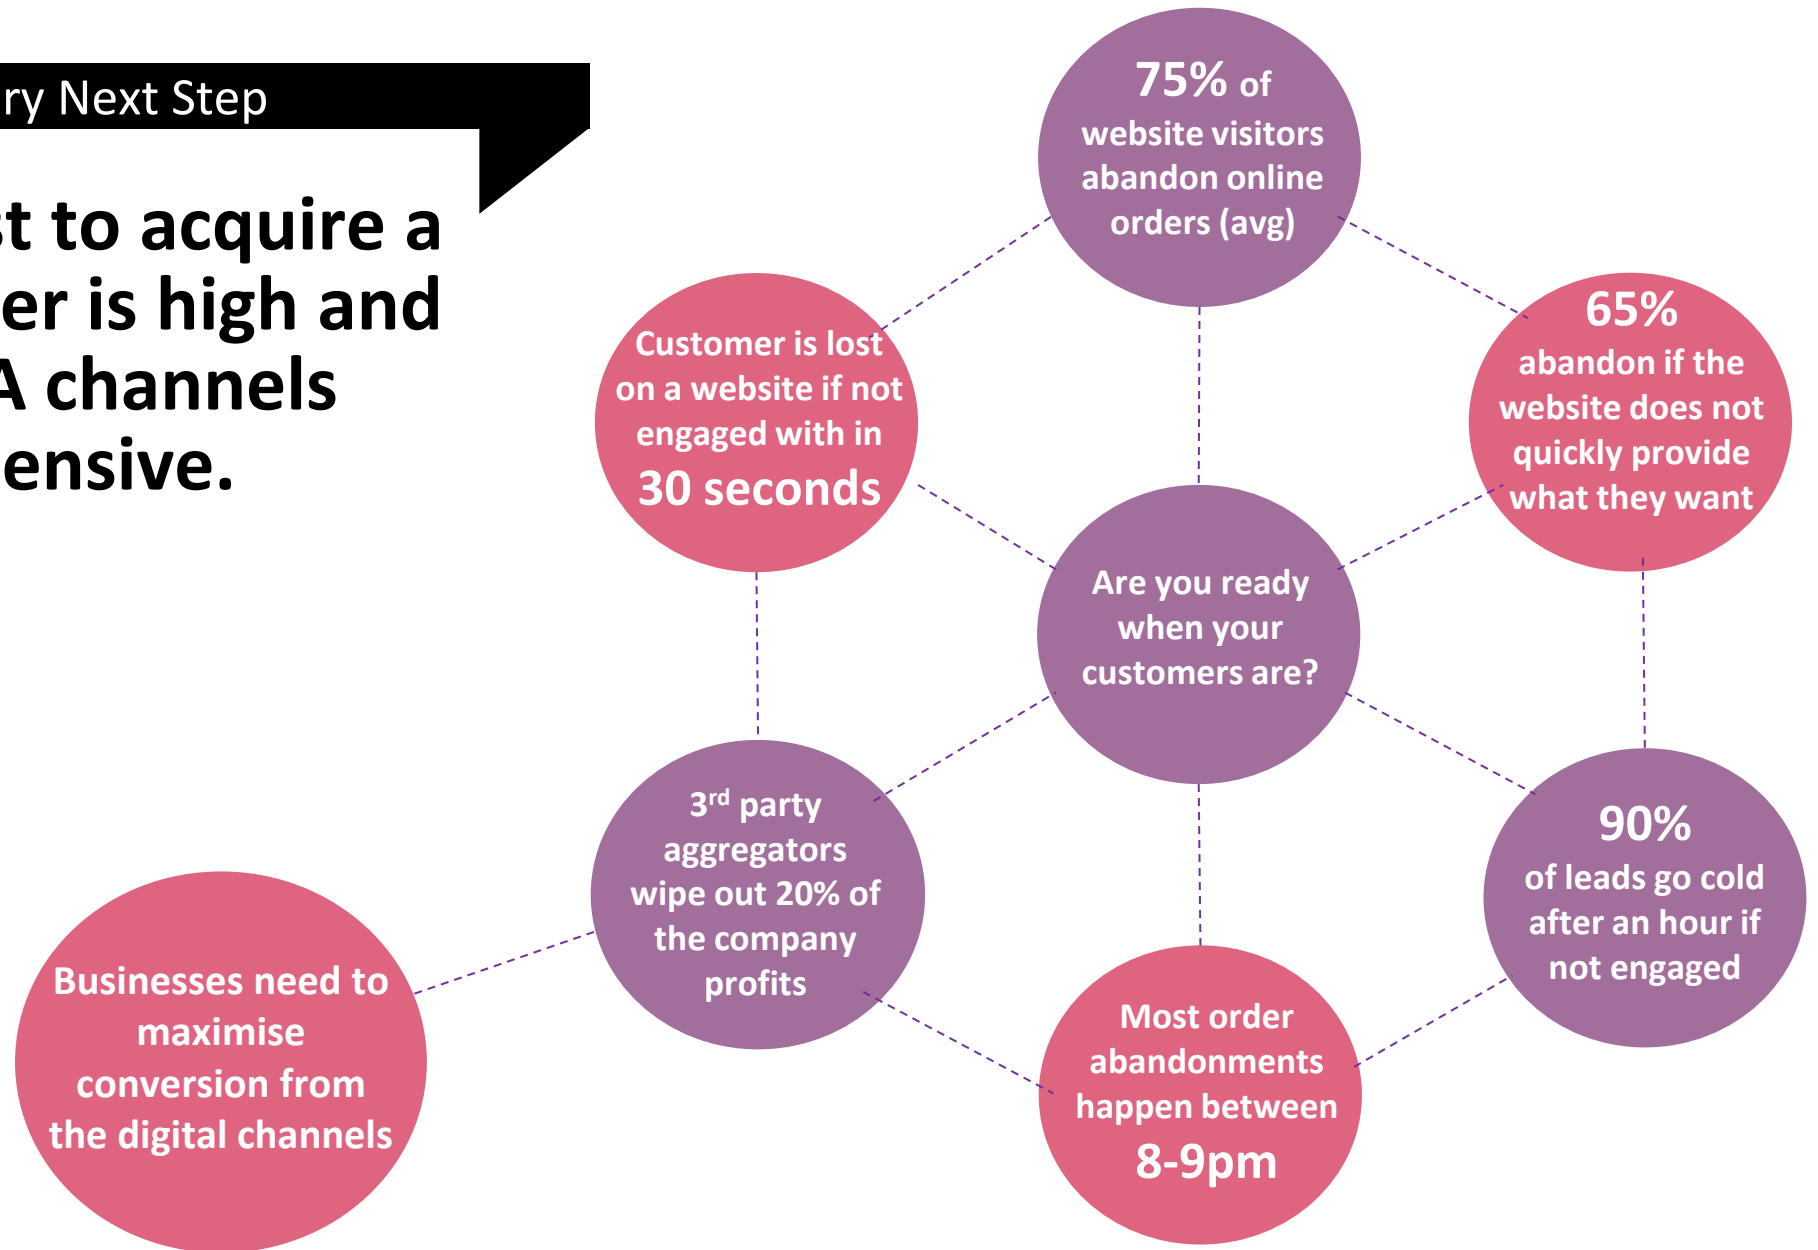 ry Next Step
st to acquire a
er is high and
A channels
ensive.
75% of
website visitors
abandon online
orders (avg)
Customer is lost
on a website if not
engaged with in
30 seconds
65%
abandon if the
website does not
quickly provide
what they want
Are you ready
when your
customers are?
3rd party
aggregators
wipe out 20% of
the company
profits
90%
of leads go cold
after an hour if
not engaged
Businesses need to
maximise
conversion from
the digital channels
Most order
abandonments
happen between
8-9pm